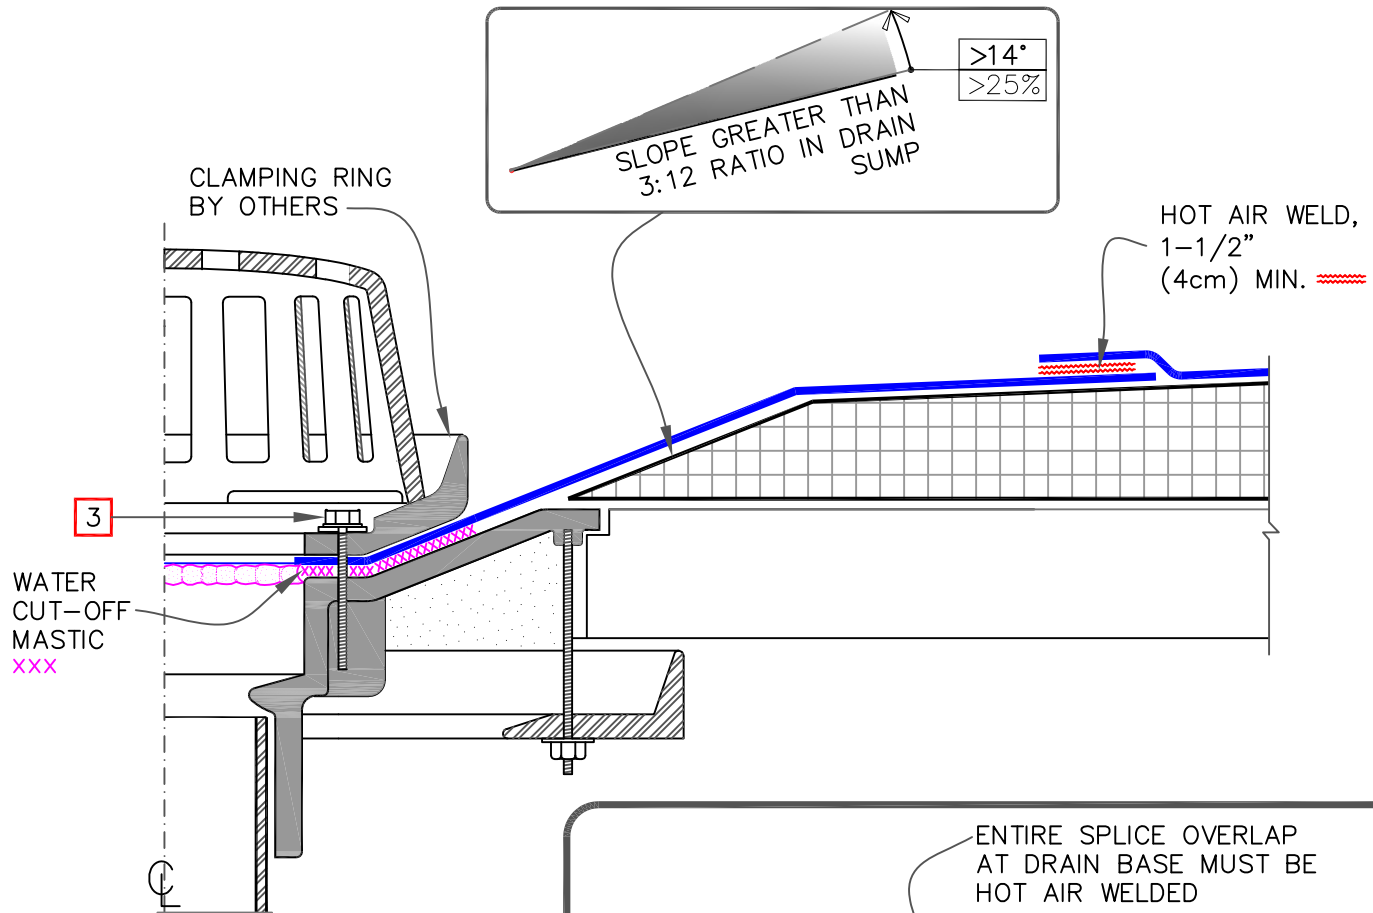 >14°
>25%
SLOPE GREATER THAN
3:12 RATIO IN DRAIN
SUMP
CLAMPING RING
BY OTHERS
HOT AIR WELD,
1-1/2"
(4cm) MIN.
3
WATER
CUT-OFF
MASTIC
XXX
℄
ENTIRE SPLICE OVERLAP
AT DRAIN BASE MUST BE
HOT AIR WELDED